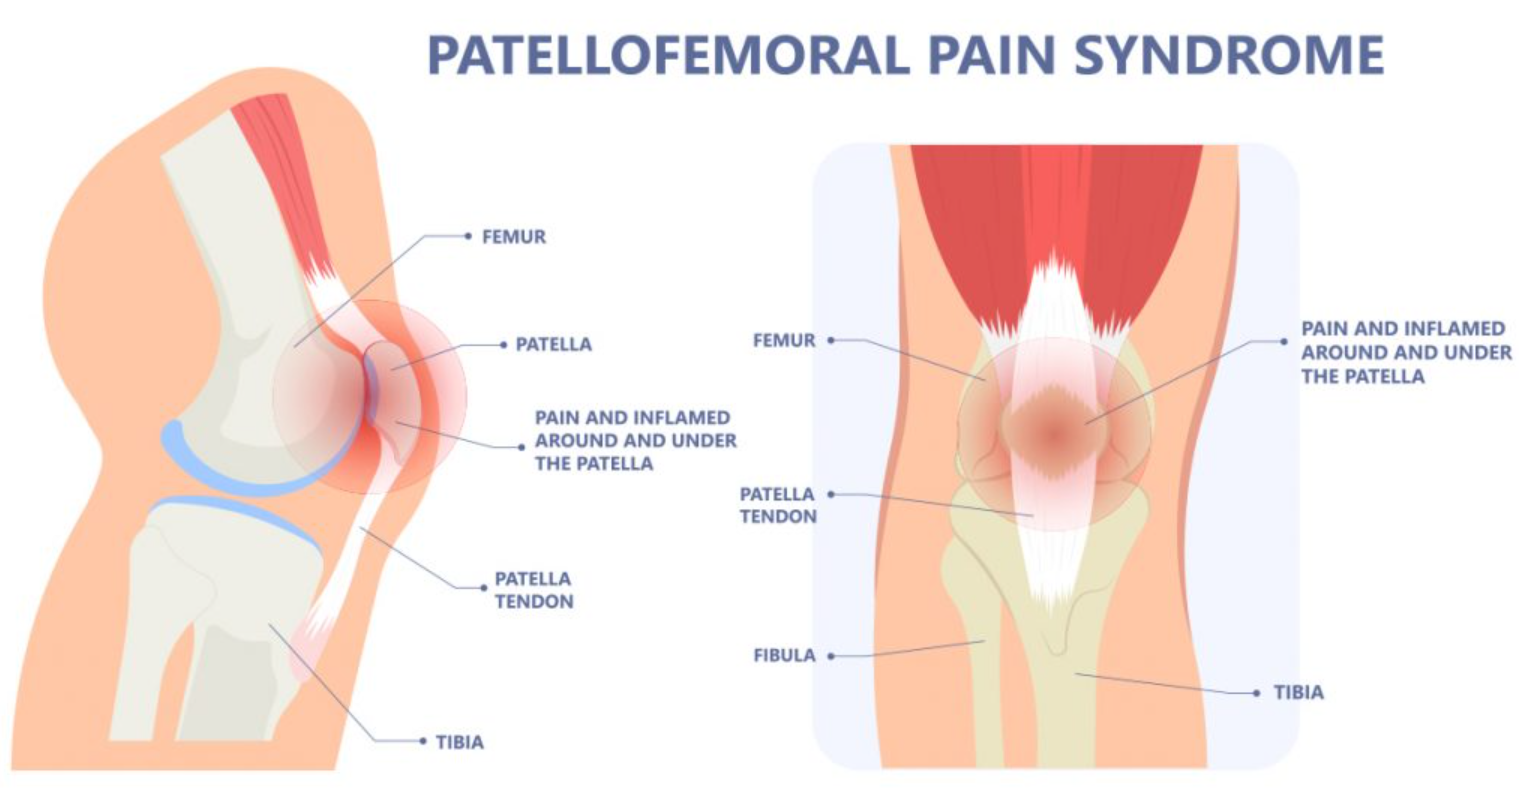 PATELLOFEMORAL PAIN SYNDROME
FEMUR
PATELLA
PAIN AND INFLAMED
AROUND AND UNDER
THE PATELLA
PATELLA
TENDON
TIBIA
FEMUR
PAIN AND INFLAMED
AROUND AND UNDER
THE PATELLA
PATELLA
TENDON
FIBULA
TIBIA